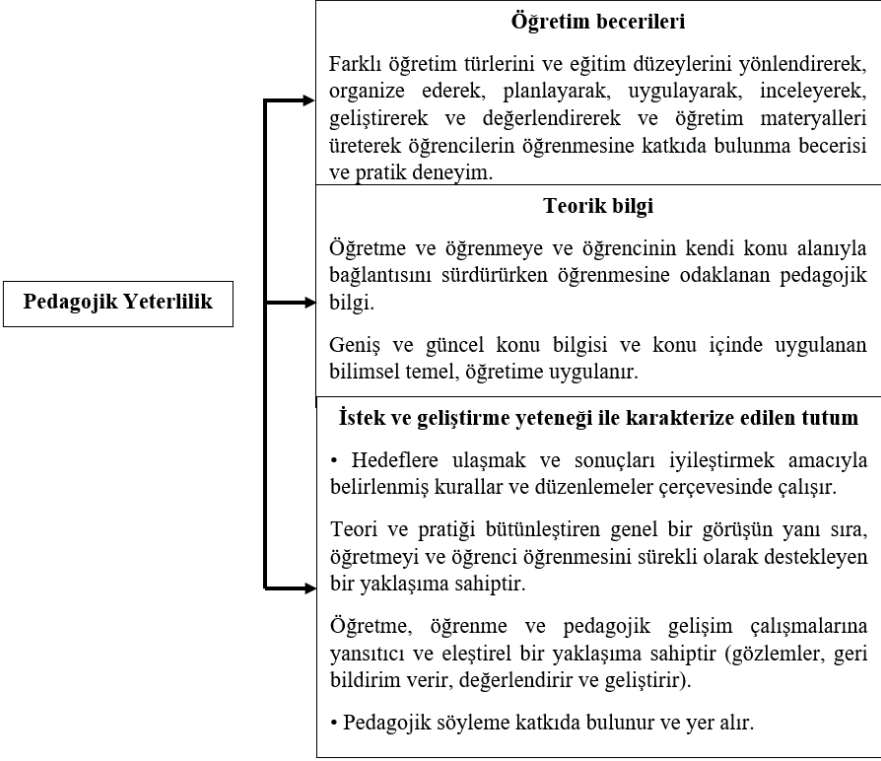 Öğretim becerileri
Farklı öğretim türlerini ve eğitim düzeylerini yönlendirerek,
organize ederek, planlayarak, uygulayarak, inceleyerek,
geliştirerek ve değerlendirerek ve öğretim materyalleri
üreterek öğrencilerin öğrenmesine katkıda bulunma becerisi
ve pratik deneyim.
Teorik bilgi
Öğretme ve öğrenmeye ve öğrencinin kendi konu alanıyla
bağlantısını sürdürürken öğrenmesine odaklanan pedagojik
bilgi.
Geniş ve güncel konu bilgisi ve konu içinde uygulanan
bilimsel temel, öğretime uygulanır.
Pedagojik Yeterlilik
İstek ve geliştirme yeteneği ile karakterize edilen tutum
• Hedeflere ulaşmak ve sonuçları iyileştirmek amacıyla
belirlenmiş kurallar ve düzenlemeler çerçevesinde çalışır.
Teori ve pratiği bütünleştiren genel bir görüşün yanı sıra,
öğretmeyi ve öğrenci öğrenmesini sürekli olarak destekleyen
bir yaklaşıma sahiptir.
Öğretme, öğrenme ve pedagojik gelişim çalışmalarına
yansıtıcı ve eleştirel bir yaklaşıma sahiptir (gözlemler, geri
bildirim verir, değerlendirir ve geliştirir).
• Pedagojik söyleme katkıda bulunur ve yer alır.